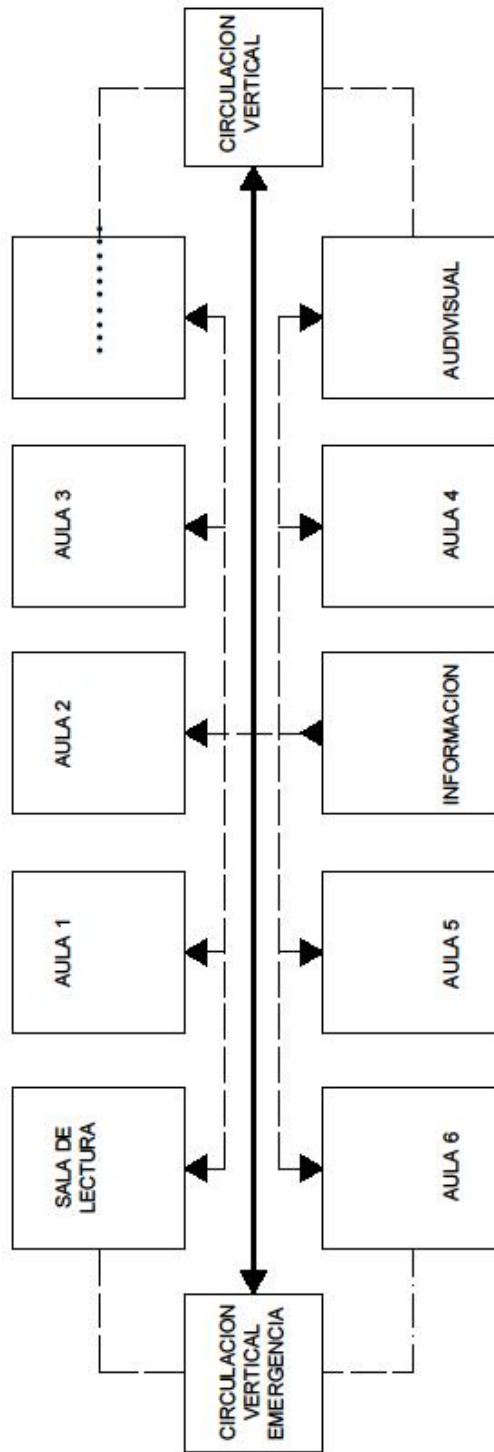 SALA DE
LECTURA
AULA 1
AULA 2
AULA 3
.........
CIRCULACION
VERTICAL
EMERGENCIA
CIRCULACION
VERTICAL
AULA 6
AULA 5
INFORMACION
AULA 4
AUDIVISUAL